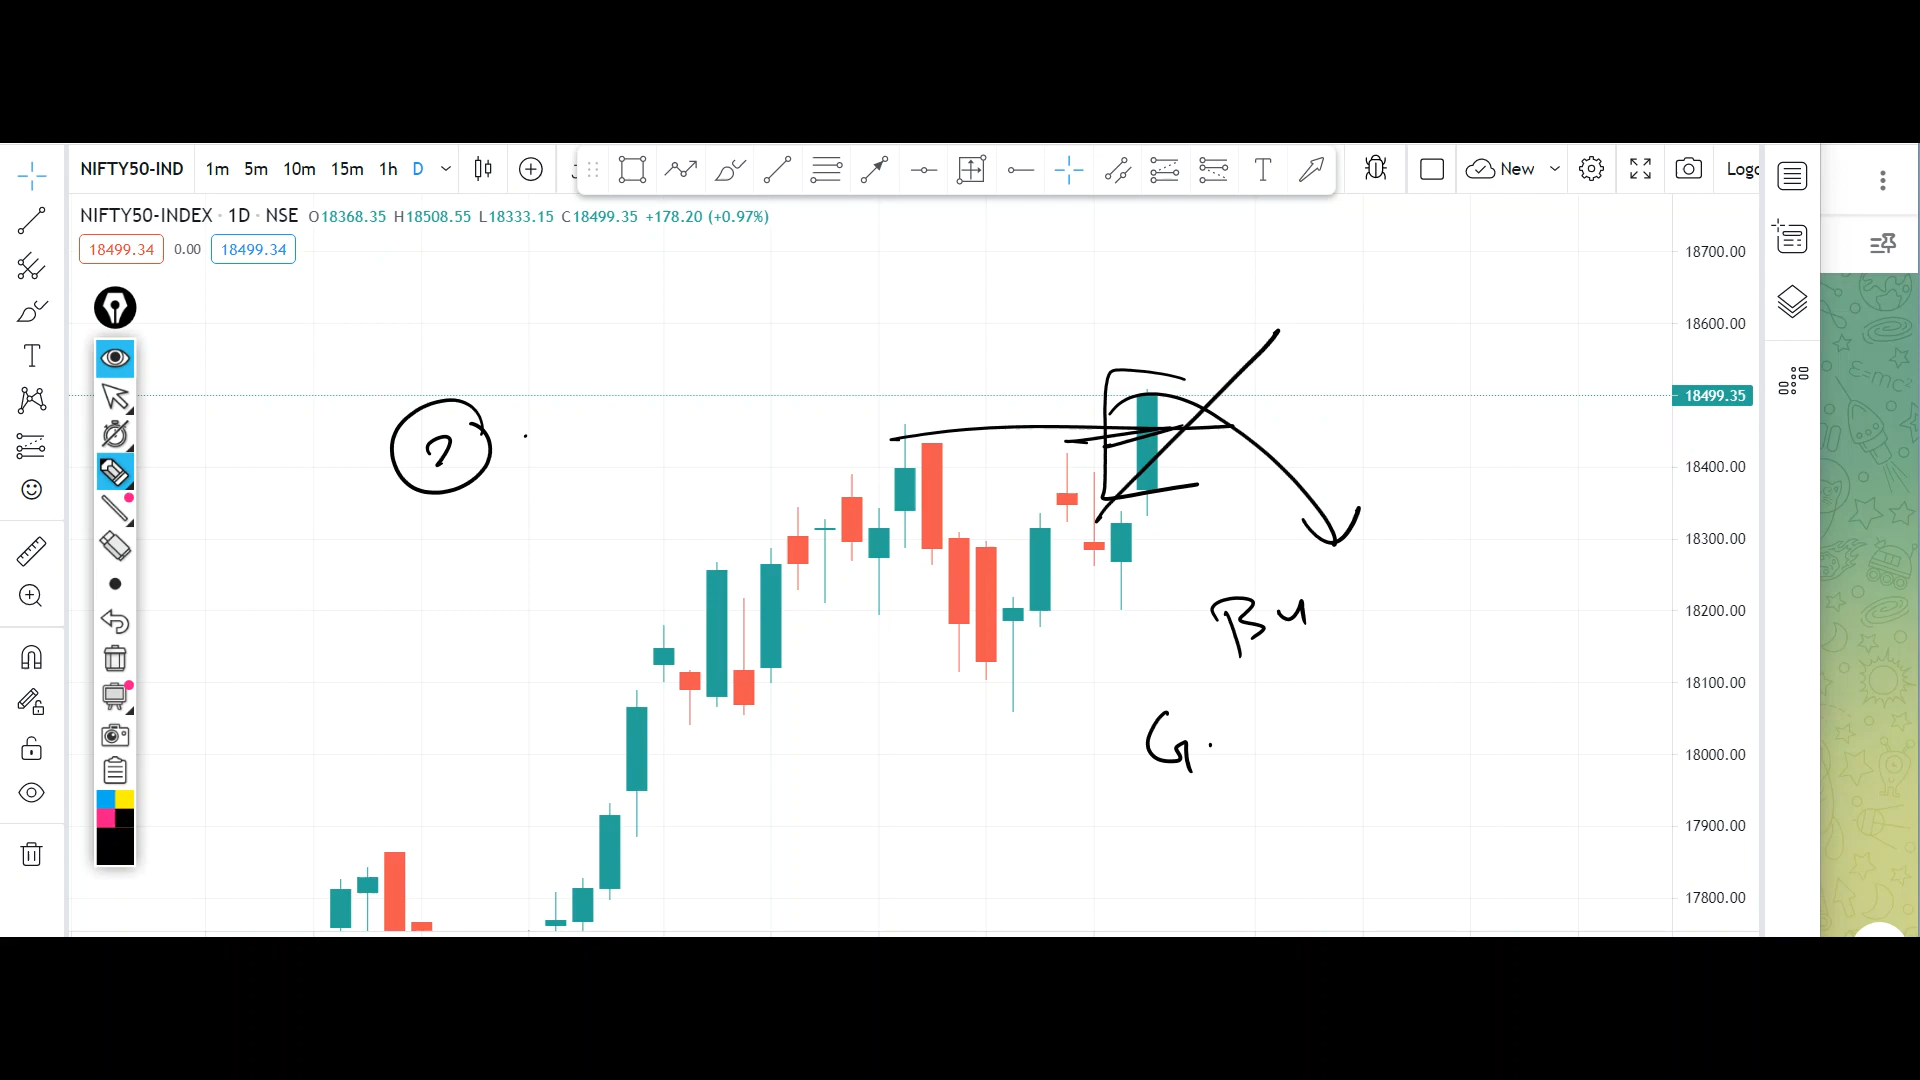 NIFTY50-IND 1m 5m 10m 15m 1h D New Logo
NIFTY50-INDEX · 1D · NSE O18368.35 H18508.55 L18333.15 C18499.35 +178.20 (+0.97%)
18499.34 0.00 18499.34
18700.00
18600.00
18499.35
18400.00
18300.00
18200.00
18100.00
18000.00
17900.00
17800.00
?
Bu
G.
E=mc²